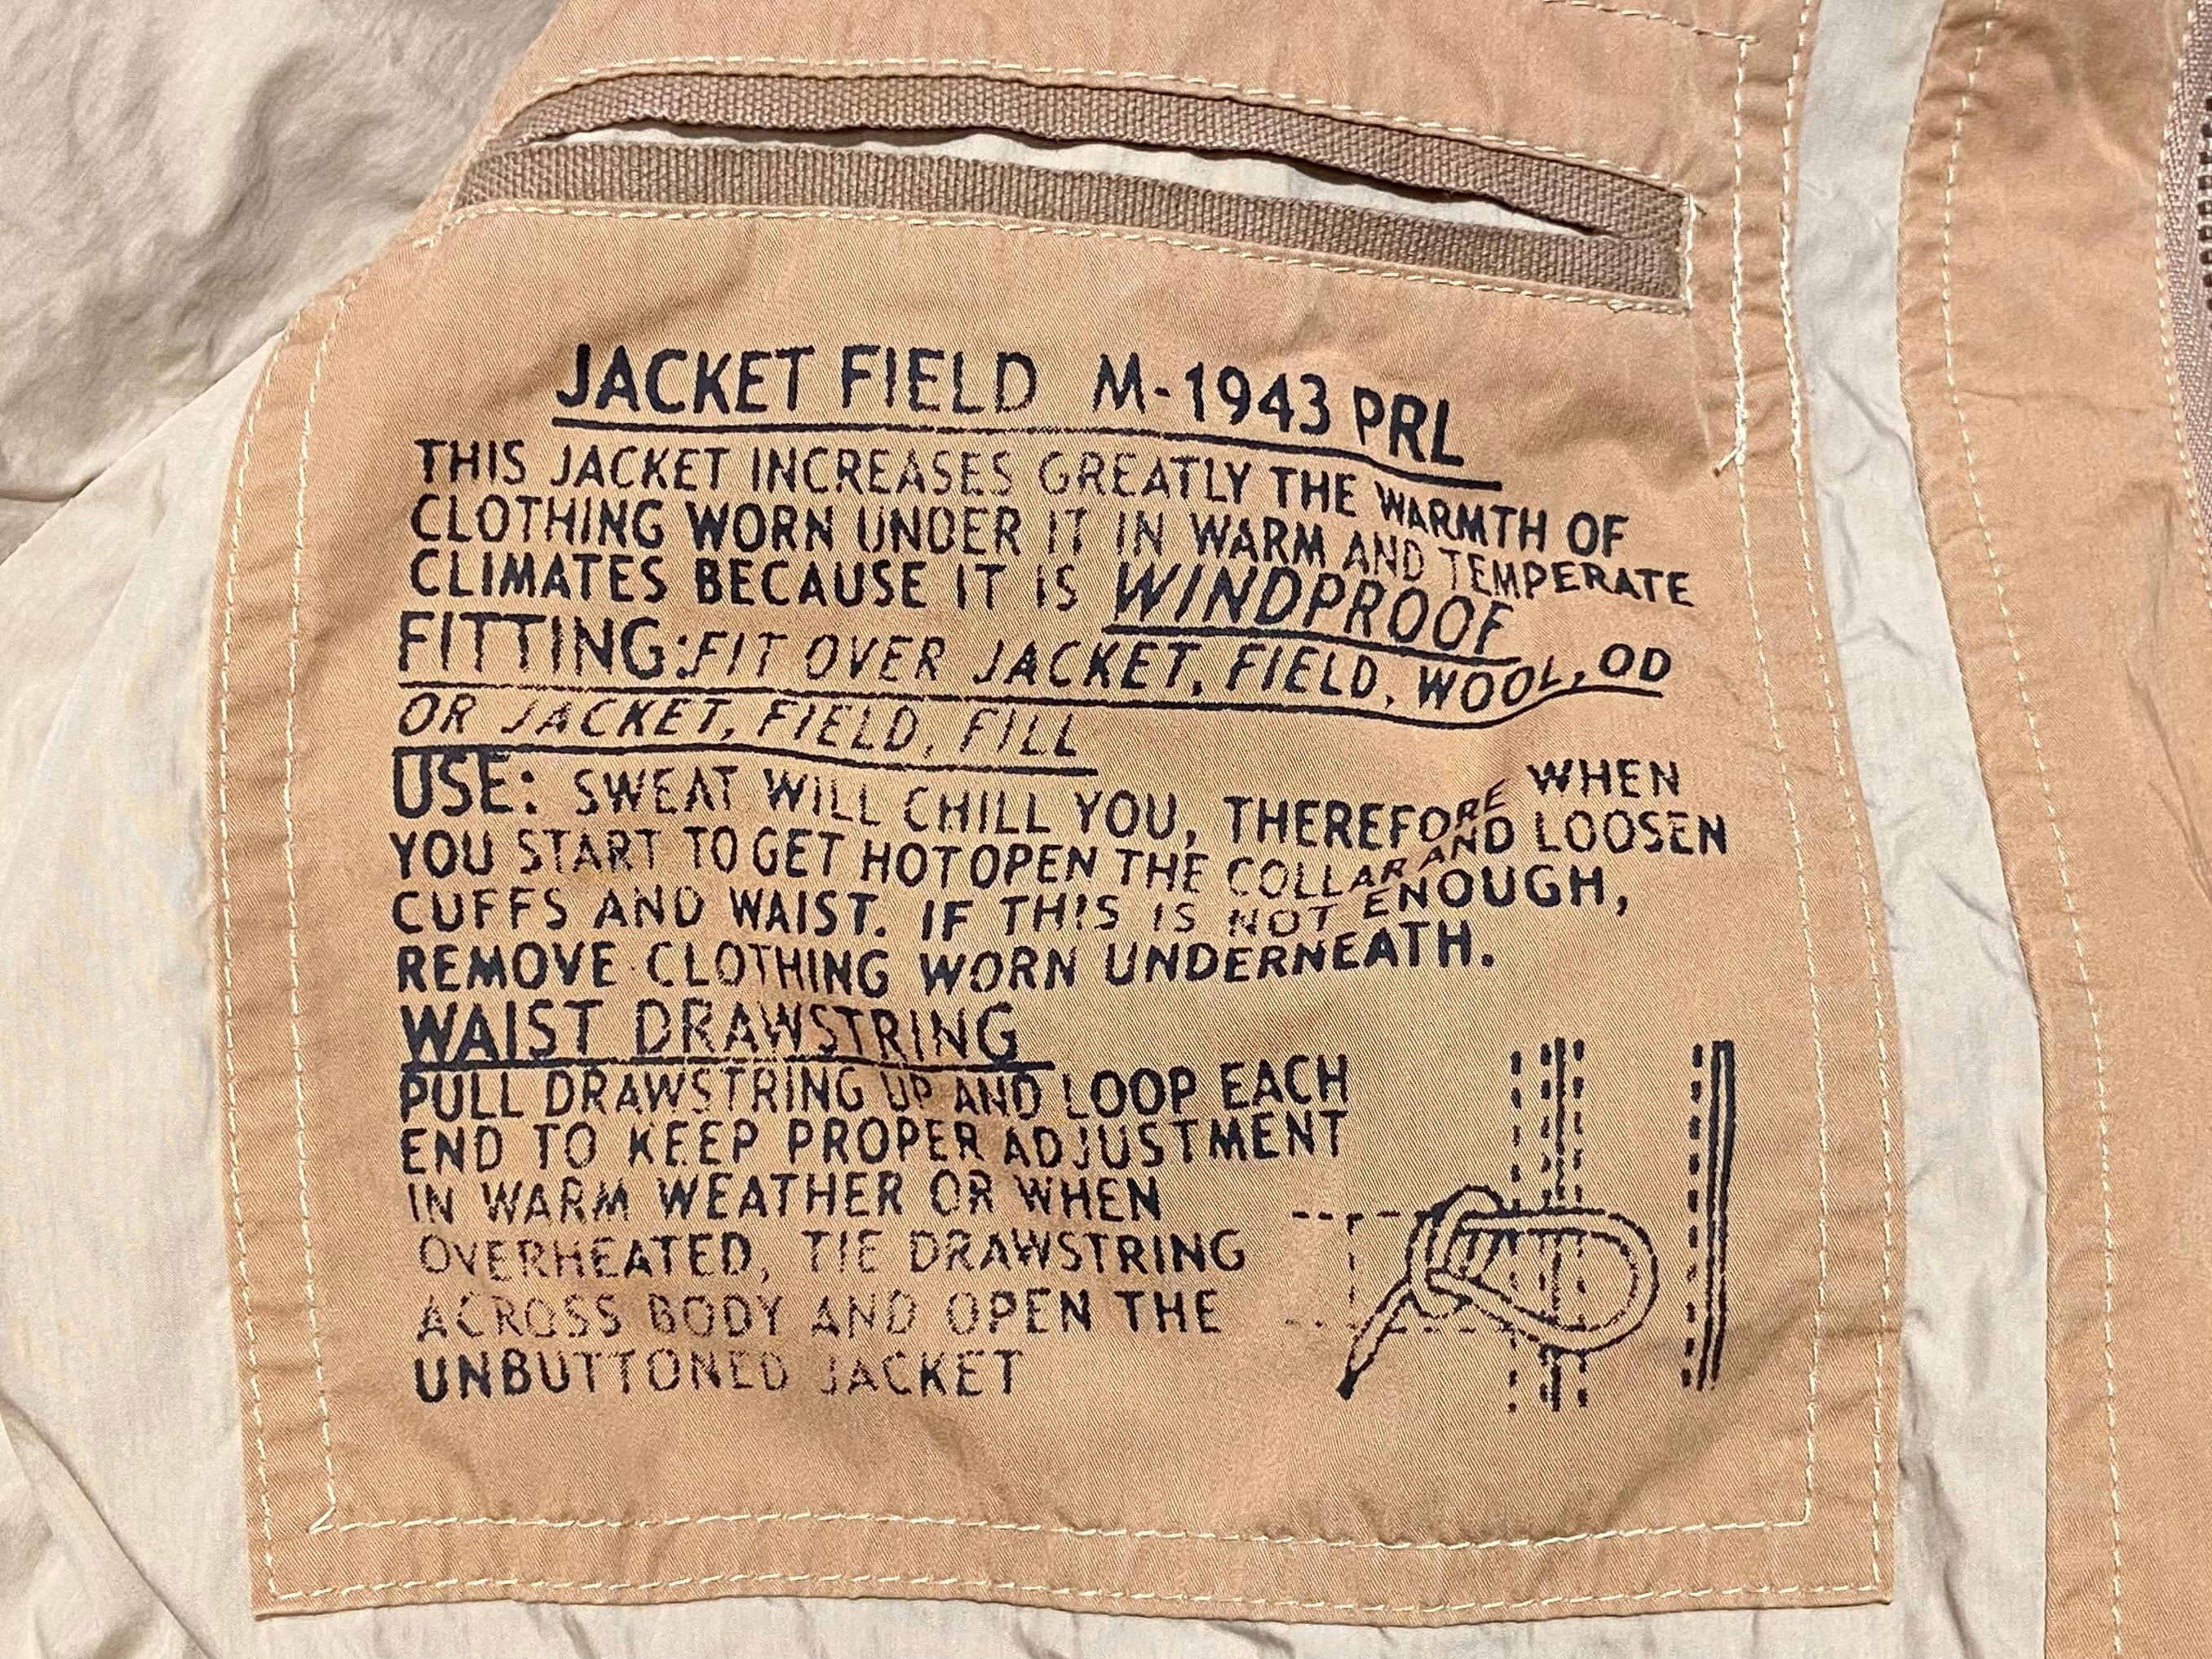 JACKET FIELD M-1943 PRL
THIS JACKET INCREASES GREATLY THE WARMTH OF
CLOTHING WORN UNDER IT IN WARM AND TEMPERATE
CLIMATES BECAUSE IT IS WINDPROOF
FITTING: FIT OVER JACKET, FIELD, WOOL, OD
OR JACKET, FIELD, FILL
USE: SWEAT WILL CHILL YOU, THEREFORE WHEN
YOU START TO GET HOT OPEN THE COLLAR AND LOOSEN
CUFFS AND WAIST. IF THIS IS NOT ENOUGH,
REMOVE CLOTHING WORN UNDERNEATH.
WAIST DRAWSTRING
PULL DRAWSTRING UP AND LOOP EACH
END TO KEEP PROPER ADJUSTMENT
IN WARM WEATHER OR WHEN
OVERHEATED, TIE DRAWSTRING
ACROSS BODY AND OPEN THE
UNBUTTONED JACKET